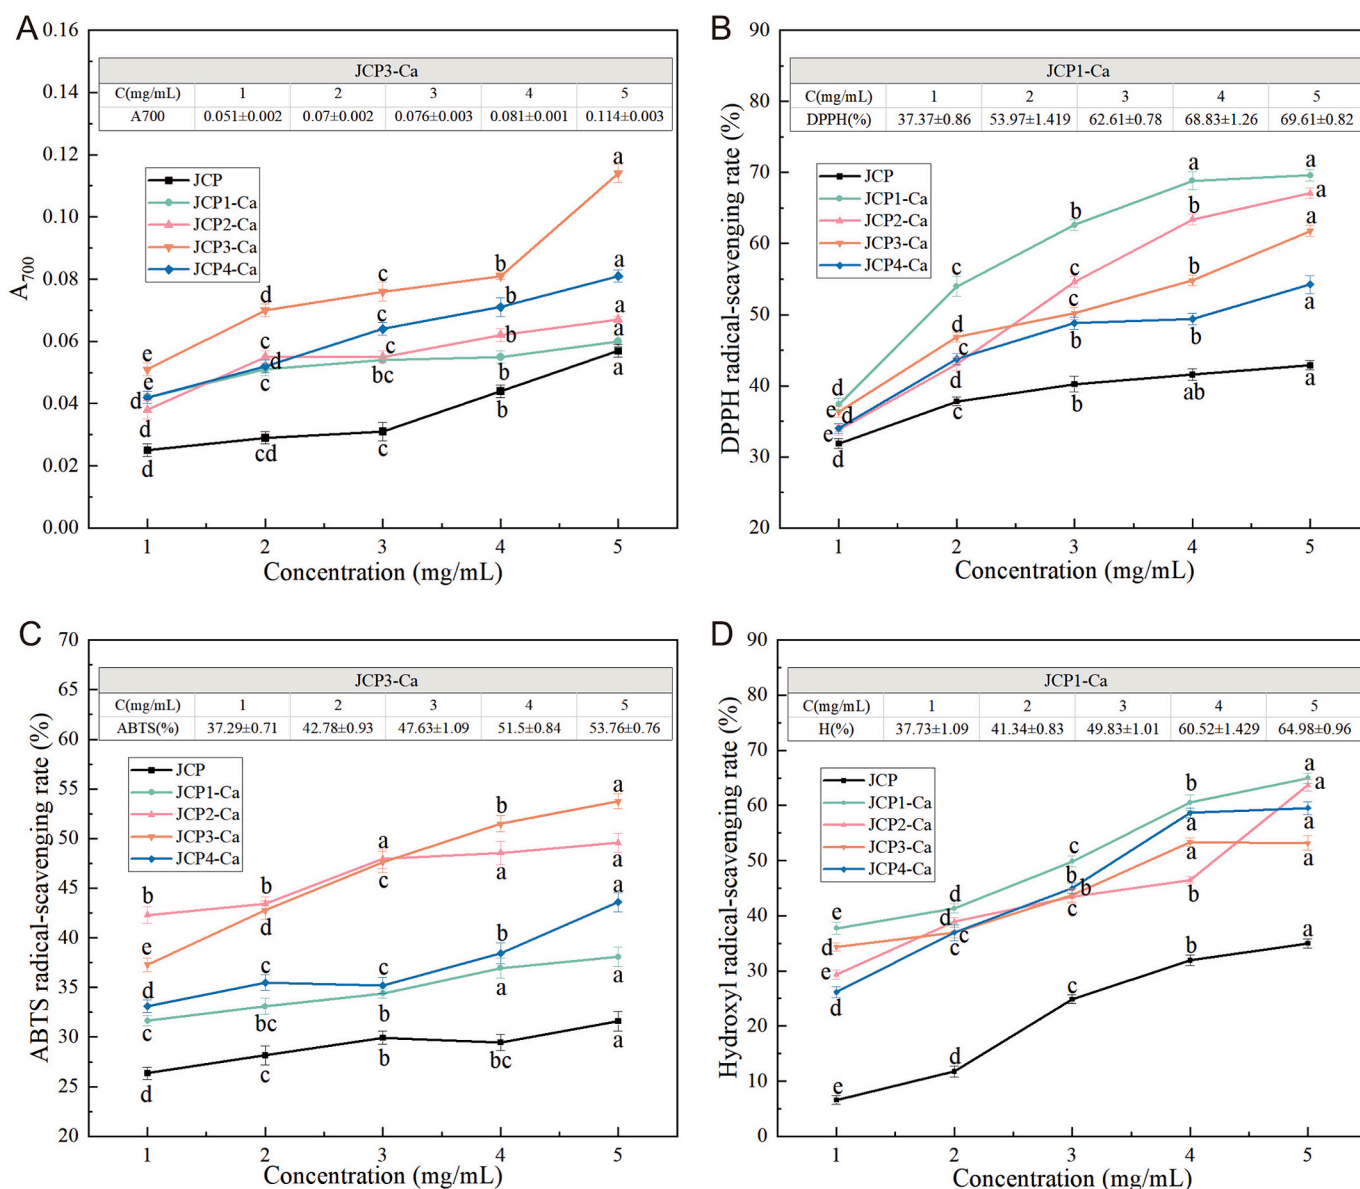 A
JCP3-Ca
C(mg/mL) 1 2 3 4 5
A700 0.051±0.002 0.07±0.002 0.076±0.003 0.081±0.001 0.114±0.003
JCP
JCP1-Ca
JCP2-Ca
JCP3-Ca
JCP4-Ca
A700
0.16
0.14
0.12
0.10
0.08
0.06
0.04
0.02
0.00
e d c b a
e c c b a
d d c b a
d c bc b a
d cd c b a
1 2 3 4 5
Concentration (mg/mL)
B
JCP1-Ca
C(mg/mL) 1 2 3 4 5
DPPH(%) 37.37±0.86 53.97±1.419 62.61±0.78 68.83±1.26 69.61±0.82
JCP
JCP1-Ca
JCP2-Ca
JCP3-Ca
JCP4-Ca
DPPH radical-scavenging rate (%)
90
80
70
60
50
40
30
20
d c b a a
e d c b a
d c c b a
e d b b a
d c b ab a
1 2 3 4 5
Concentration (mg/mL)
C
JCP3-Ca
C(mg/mL) 1 2 3 4 5
ABTS(%) 37.29±0.71 42.78±0.93 47.63±1.09 51.5±0.84 53.76±0.76
JCP
JCP1-Ca
JCP2-Ca
JCP3-Ca
JCP4-Ca
ABTS radical-scavenging rate (%)
70
65
60
55
50
45
40
35
30
25
20
b b a b a
e d c a a
d c c b a
c bc b a a
d c b bc a
1 2 3 4 5
Concentration (mg/mL)
D
JCP1-Ca
C(mg/mL) 1 2 3 4 5
H(%) 37.73±1.09 41.34±0.83 49.83±1.01 60.52±1.429 64.98±0.96
JCP
JCP1-Ca
JCP2-Ca
JCP3-Ca
JCP4-Ca
Hydroxyl radical-scavenging rate (%)
90
80
70
60
50
40
30
20
10
0
e d c b a
d d b a a
e c b a a
d c c b a
e d c b a
1 2 3 4 5
Concentration (mg/mL)